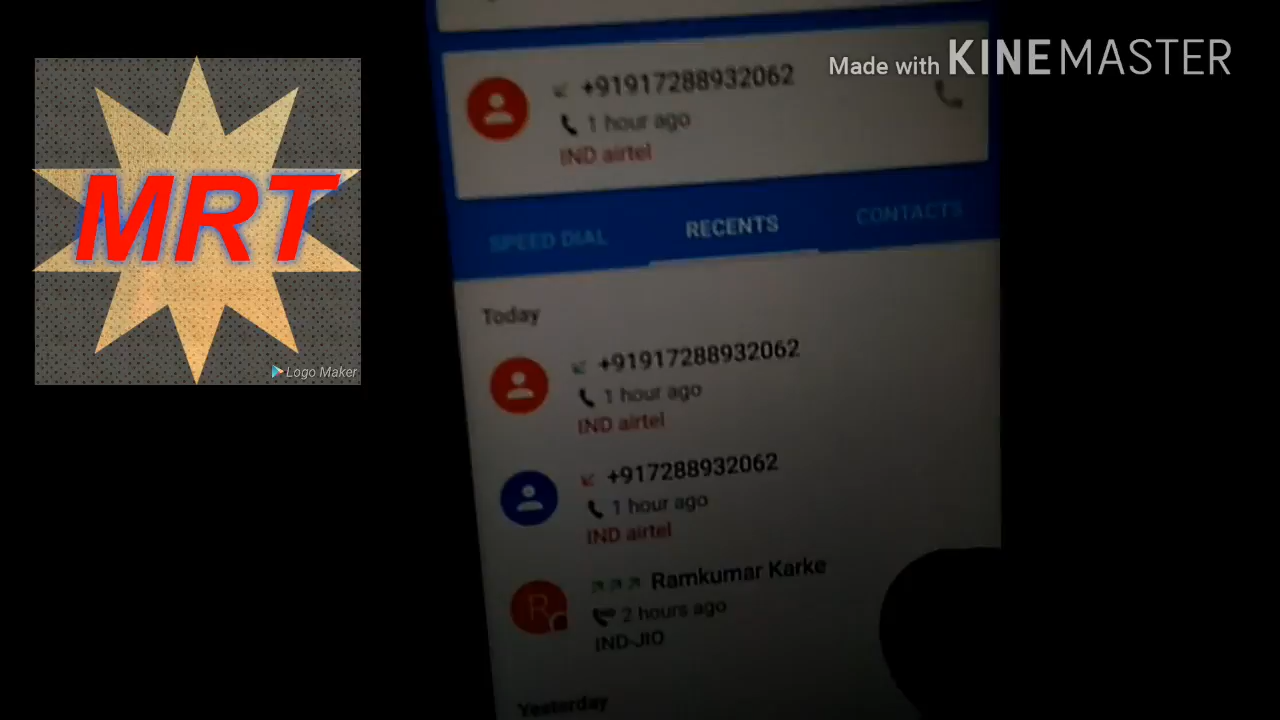 Made with KINEMASTER
MRT
Logo Maker
+91917288932062
1 hour ago
IND airtel
SPEED DIAL
RECENTS
CONTACTS
Today
+91917288932062
1 hour ago
IND airtel
+917288932062
1 hour ago
IND airtel
Ramkumar Karke
2 hours ago
IND-JIO
Yesterday